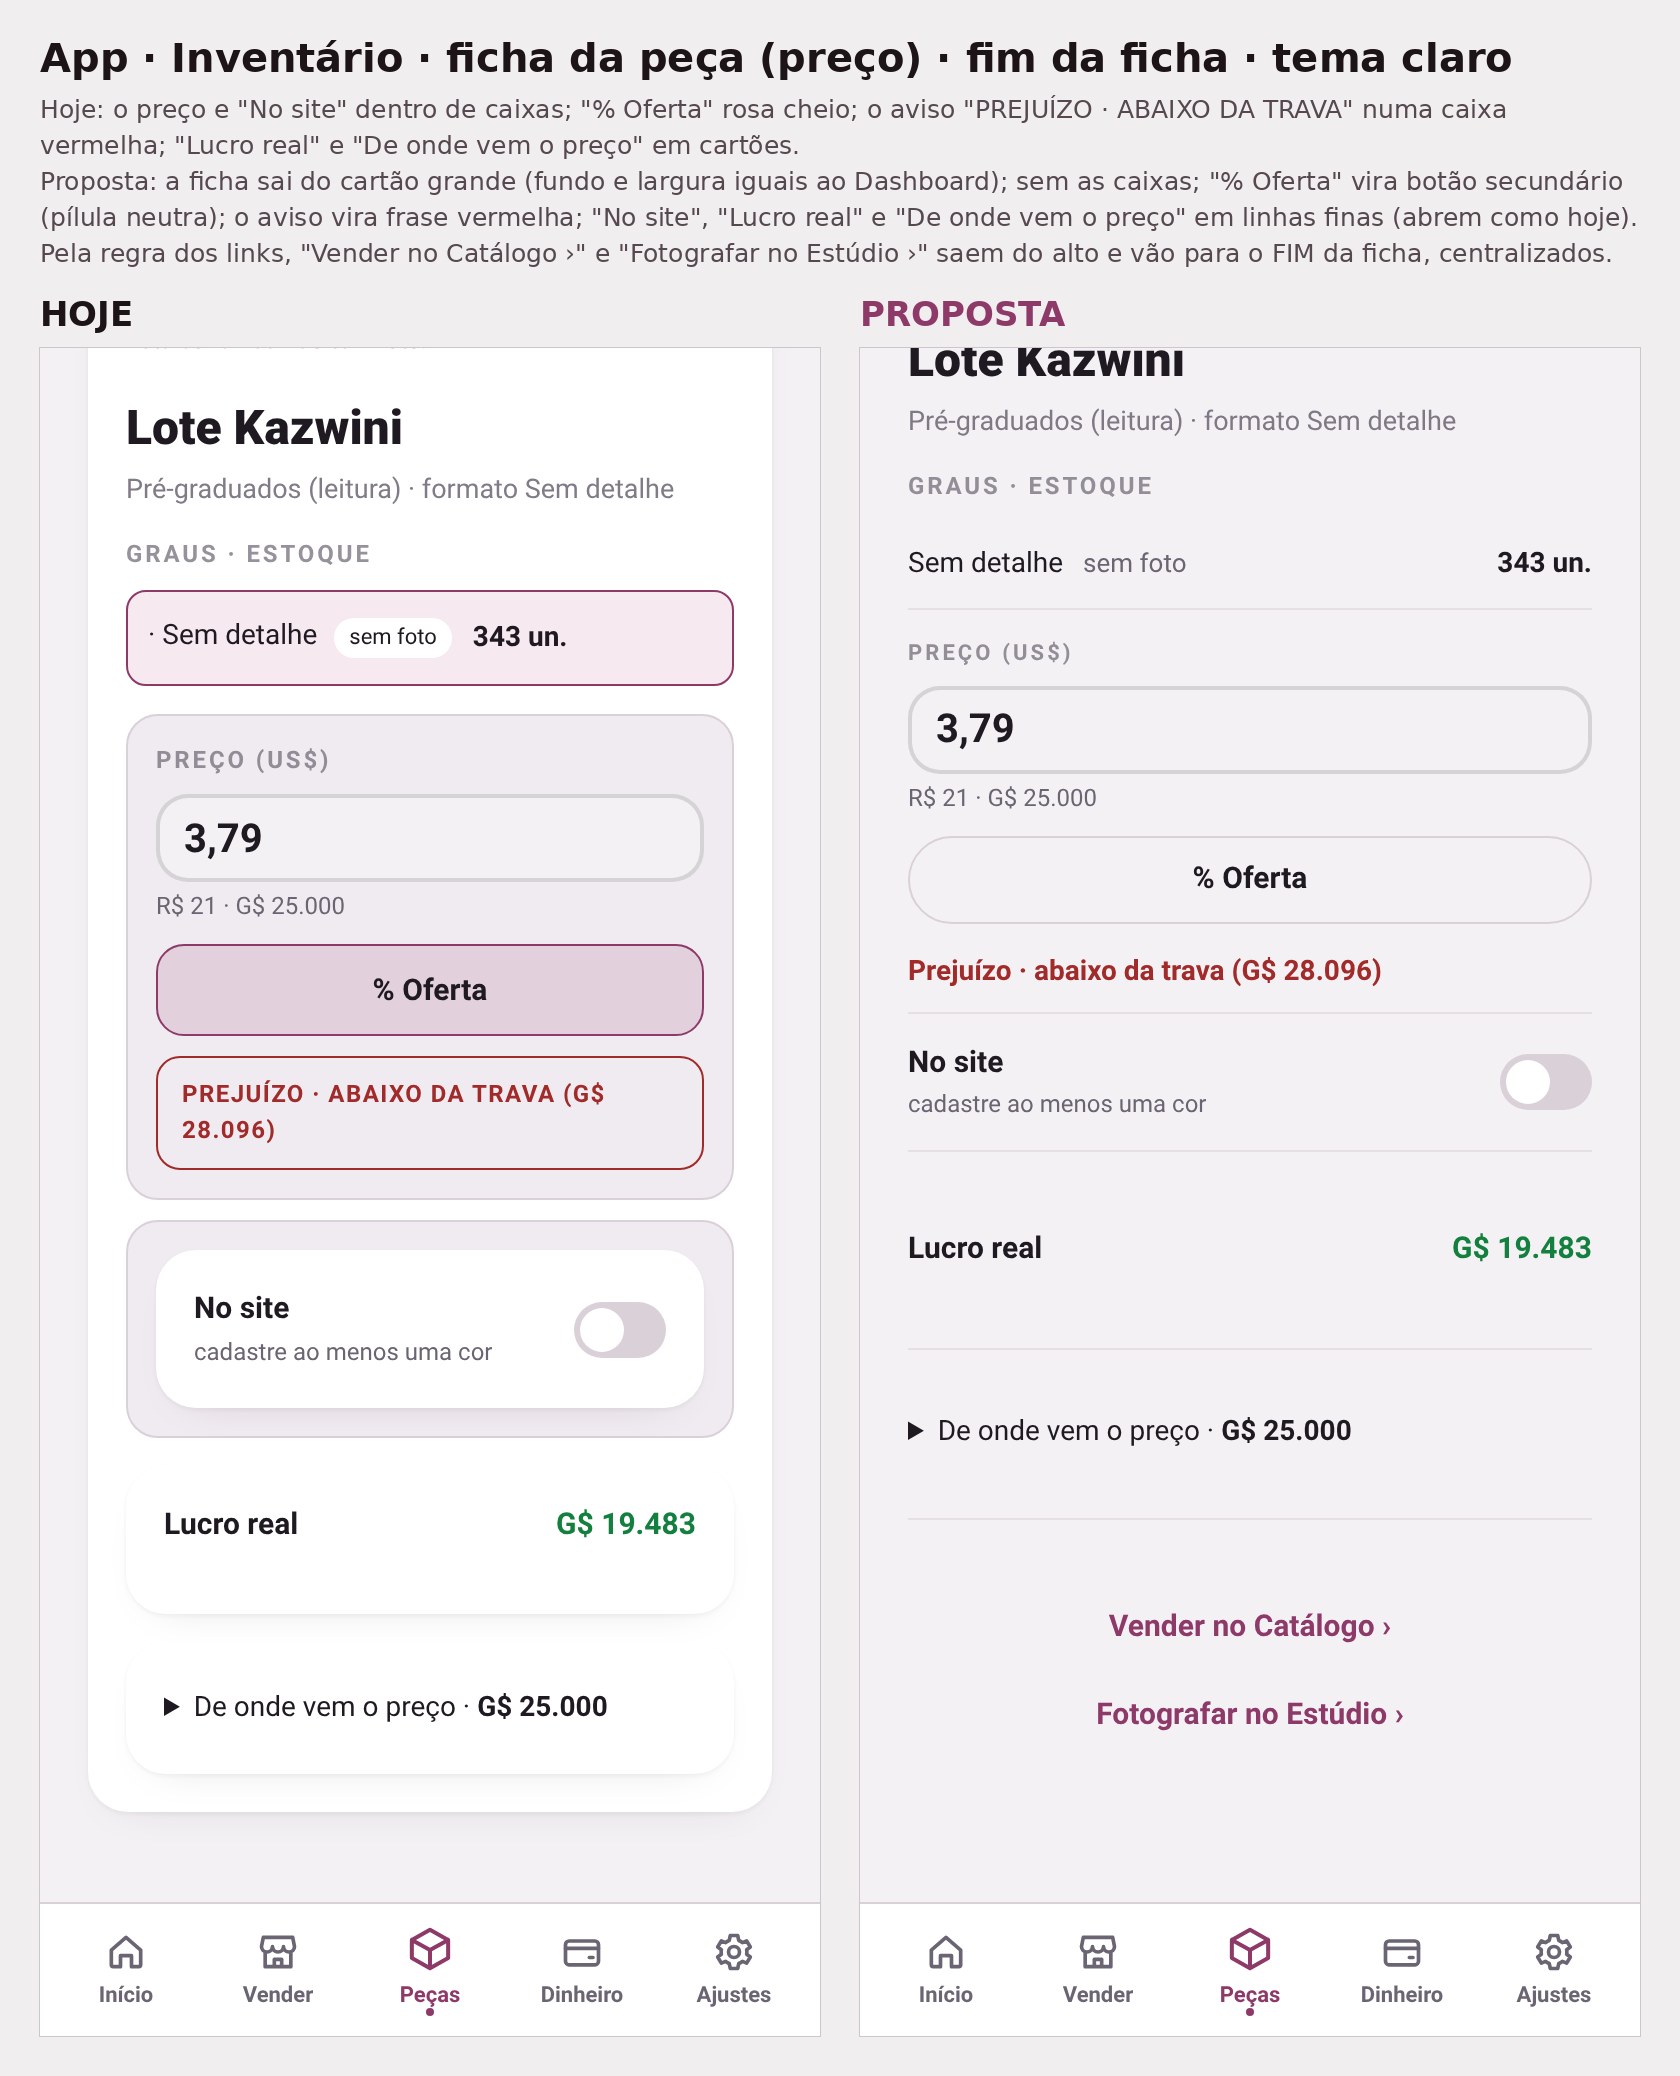 App · Inventário · ficha da peça (preço) · fim da ficha · tema claro
Hoje: o preço e "No site" dentro de caixas; "% Oferta" rosa cheio; o aviso "PREJUÍZO · ABAIXO DA TRAVA" numa caixa
vermelha; "Lucro real" e "De onde vem o preço" em cartões.
Proposta: a ficha sai do cartão grande (fundo e largura iguais ao Dashboard); sem as caixas; "% Oferta" vira botão secundário
(pílula neutra); o aviso vira frase vermelha; "No site", "Lucro real" e "De onde vem o preço" em linhas finas (abrem como hoje).
Pela regra dos links, "Vender no Catálogo ›" e "Fotografar no Estúdio ›" saem do alto e vão para o FIM da ficha, centralizados.
HOJE
Lote Kazwini
Pré-graduados (leitura) · formato Sem detalhe
GRAUS · ESTOQUE
· Sem detalhe sem foto 343 un.
PREÇO (US$)
3,79
R$ 21 · G$ 25.000
% Oferta
PREJUÍZO · ABAIXO DA TRAVA (G$
28.096)
No site
cadastre ao menos uma cor
Lucro real G$ 19.483
▶ De onde vem o preço · G$ 25.000
Início Vender Peças Dinheiro Ajustes
PROPOSTA
Lote Kazwini
Pré-graduados (leitura) · formato Sem detalhe
GRAUS · ESTOQUE
Sem detalhe sem foto 343 un.
PREÇO (US$)
3,79
R$ 21 · G$ 25.000
% Oferta
Prejuízo · abaixo da trava (G$ 28.096)
No site
cadastre ao menos uma cor
Lucro real G$ 19.483
▶ De onde vem o preço · G$ 25.000
Vender no Catálogo ›
Fotografar no Estúdio ›
Início Vender Peças Dinheiro Ajustes